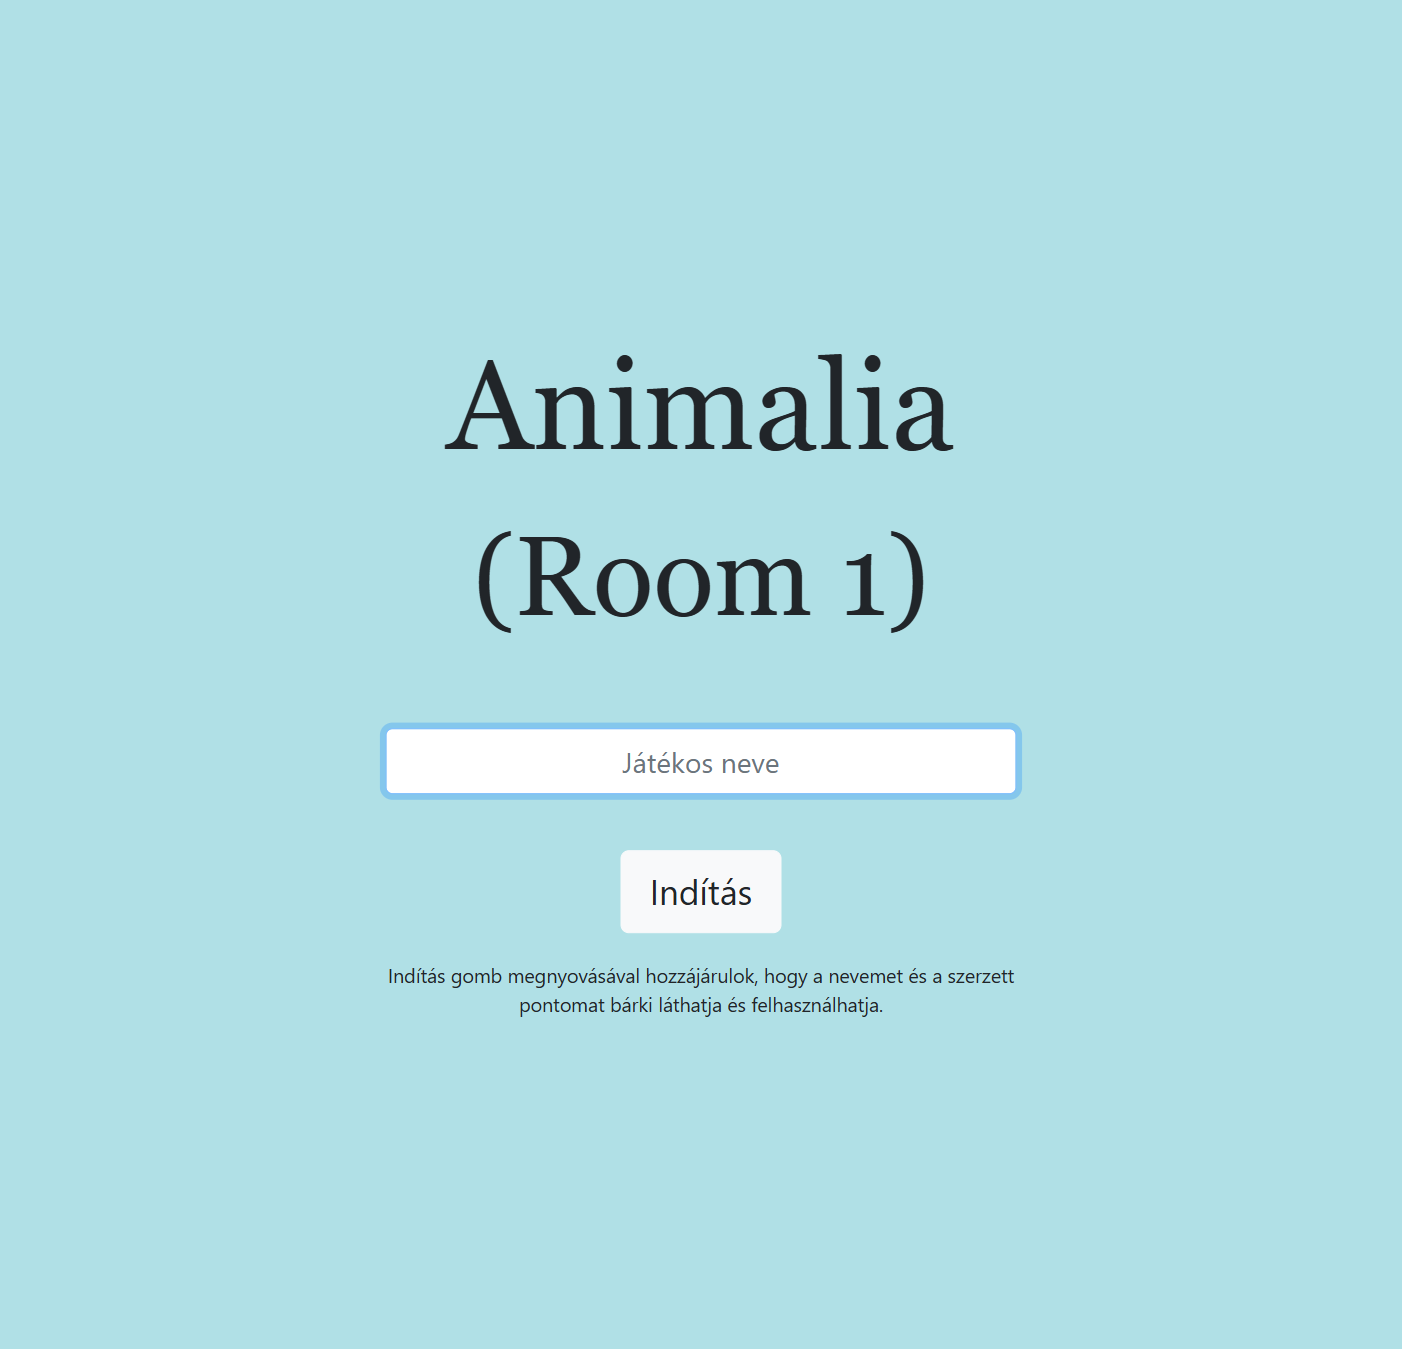 Animalia
(Room 1)
Játékos neve
Indítás
Indítás gomb megnyovásával hozzájárulok, hogy a nevemet és a szerzett
pontomat bárki láthatja és felhasználhatja.